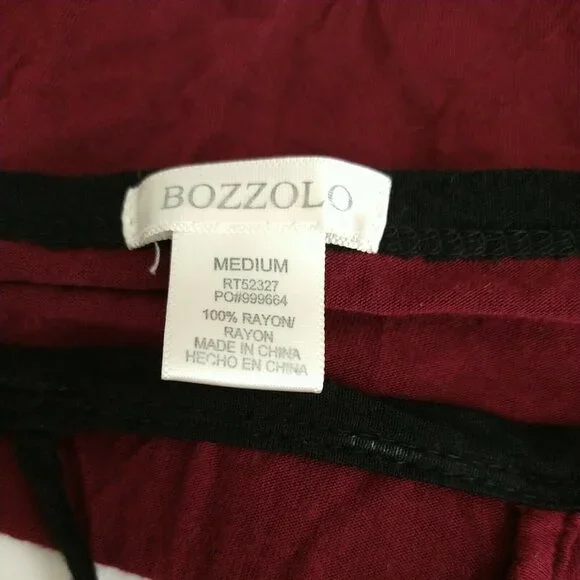 BOZZOLO
MEDIUM
RT52327
PO#999664
100% RAYON/
RAYON
MADE IN CHINA
HECHO EN CHINA